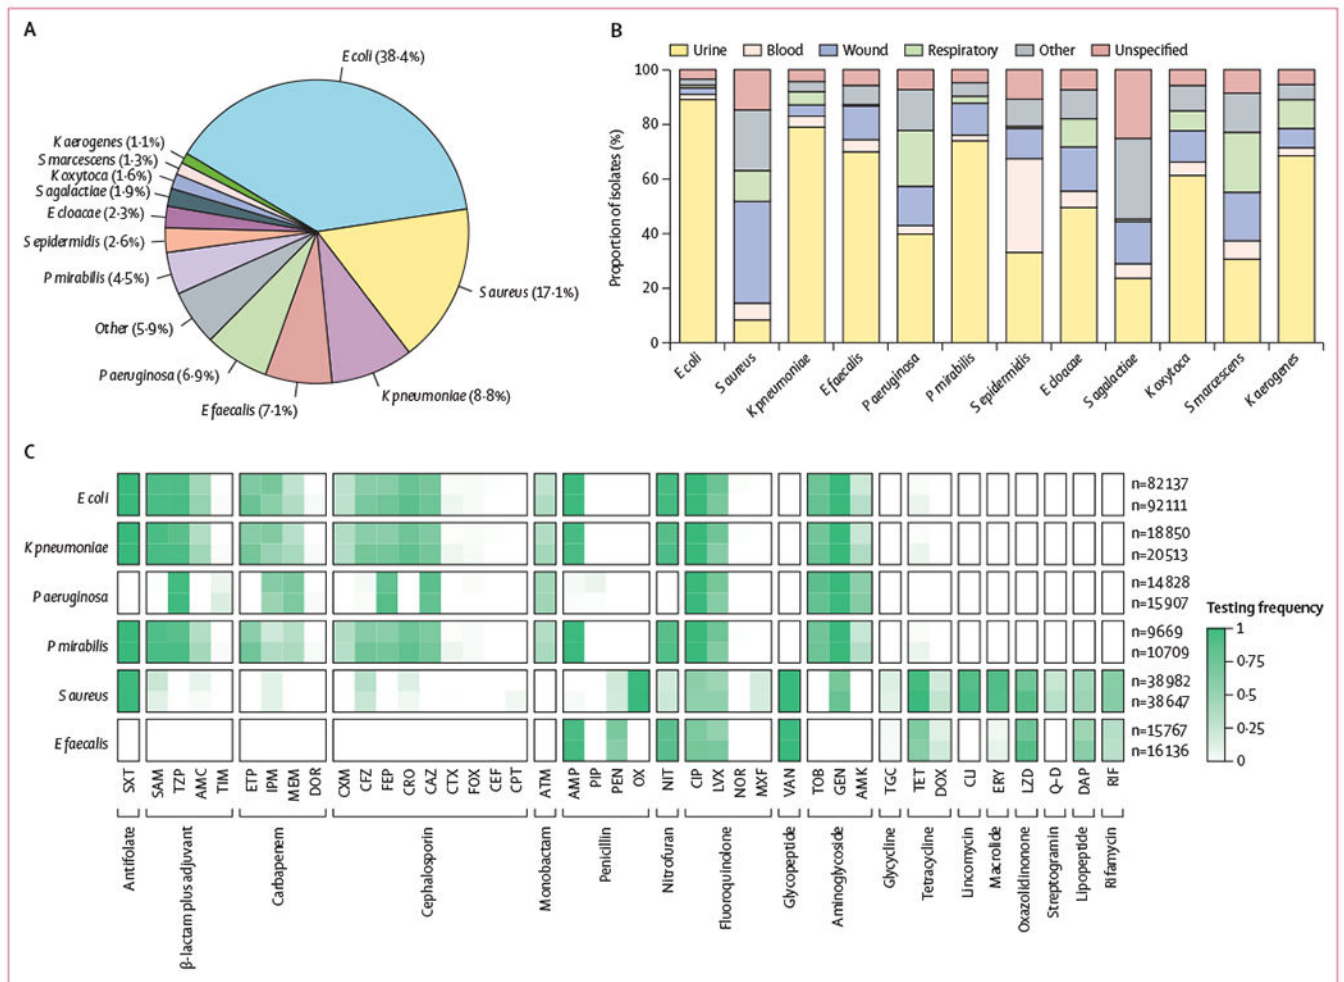 A
E coli (38·4%)
K aerogenes (1·1%)
S marcescens (1·3%)
K oxytoca (1·6%)
S agalactiae (1·9%)
E cloacae (2·3%)
S epidermidis (2·6%)
P mirabilis (4·5%)
Other (5·9%)
P aeruginosa (6·9%)
E faecalis (7·1%)
K pneumoniae (8·8%)
S aureus (17·1%)
B
Urine Blood Wound Respiratory Other Unspecified
Proportion of isolates (%)
100
80
60
40
20
0
E coli
S aureus
K pneumoniae
E faecalis
P aeruginosa
P mirabilis
S epidermidis
E cloacae
S agalactiae
K oxytoca
S marcescens
K aerogenes
C
E coli
n=82137
n=92111
K pneumoniae
n=18850
n=20513
P aeruginosa
n=14828
n=15907
P mirabilis
n=9669
n=10709
S aureus
n=38982
n=38647
E faecalis
n=15767
n=16136
Testing frequency
1
0·75
0·5
0·25
0
SXT SAM TZP AMC TIM ETP IPM MEM DOR CXM CFZ FEP CRO CAZ CTX FOX CEF CPT ATM AMP PIP PEN OX NIT CIP LVX NOR MXF VAN TOB GEN AMK TGC TET DOX CLI ERY LZD Q-D DAP RIF
Antifolate
β-lactam plus adjuvant
Carbapenem
Cephalosporin
Monobactam
Penicillin
Nitrofuran
Fluoroquinolone
Glycopeptide
Aminoglycoside
Glycycline
Tetracycline
Lincomycin
Macrolide
Oxazolidinonone
Streptogramin
Lipopeptide
Rifamycin